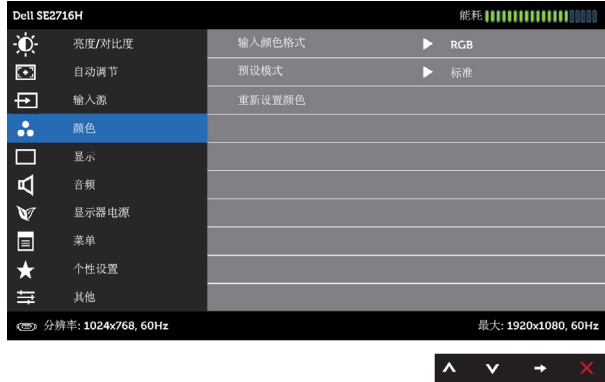 Dell SE2716H 能耗
亮度/对比度
自动调节
输入源
颜色
显示
音频
显示器电源
菜单
个性设置
其他
输入颜色格式 RGB
预设模式 标准
重新设置颜色
分辨率: 1024x768, 60Hz 最大: 1920x1080, 60Hz